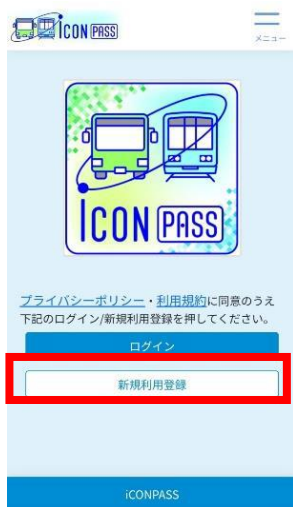 iCON PASS
メニュー
iCON PASS
プライバシーポリシー・利用規約に同意のうえ
下記のログイン/新規利用登録を押してください。
ログイン
新規利用登録
iCONPASS